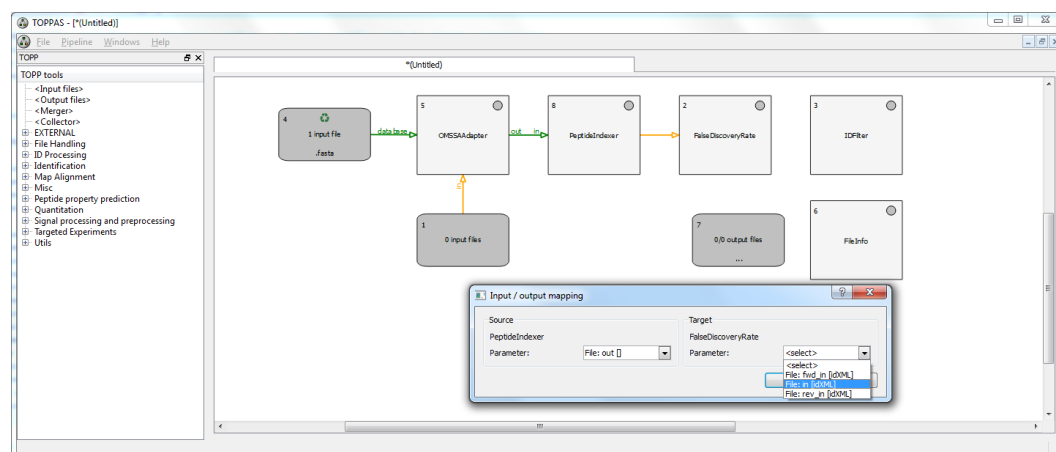 TOPPAS - [*(Untitled)]
File Pipeline Windows Help
TOPP
TOPP tools
<Input files>
<Output files>
<Merger>
<Collector>
EXTERNAL
File Handling
ID Processing
Identification
Map Alignment
Misc
Peptide property prediction
Quantitation
Signal processing and preprocessing
Targeted Experiments
Utils
*(Untitled)
4
1 input file
.fasta
database
5
OMSSAAdapter
out in
8
PeptideIndexer
2
FalseDiscoveryRate
3
IDFilter
in
1
0 input files
7
0/0 output files
...
6
FileInfo
Input / output mapping
?
Source
PeptideIndexer
Parameter: File: out []
Target
FalseDiscoveryRate
Parameter: <select>
<select>
File: fwd_in [idXML]
File: in [idXML]
File: rev_in [idXML]